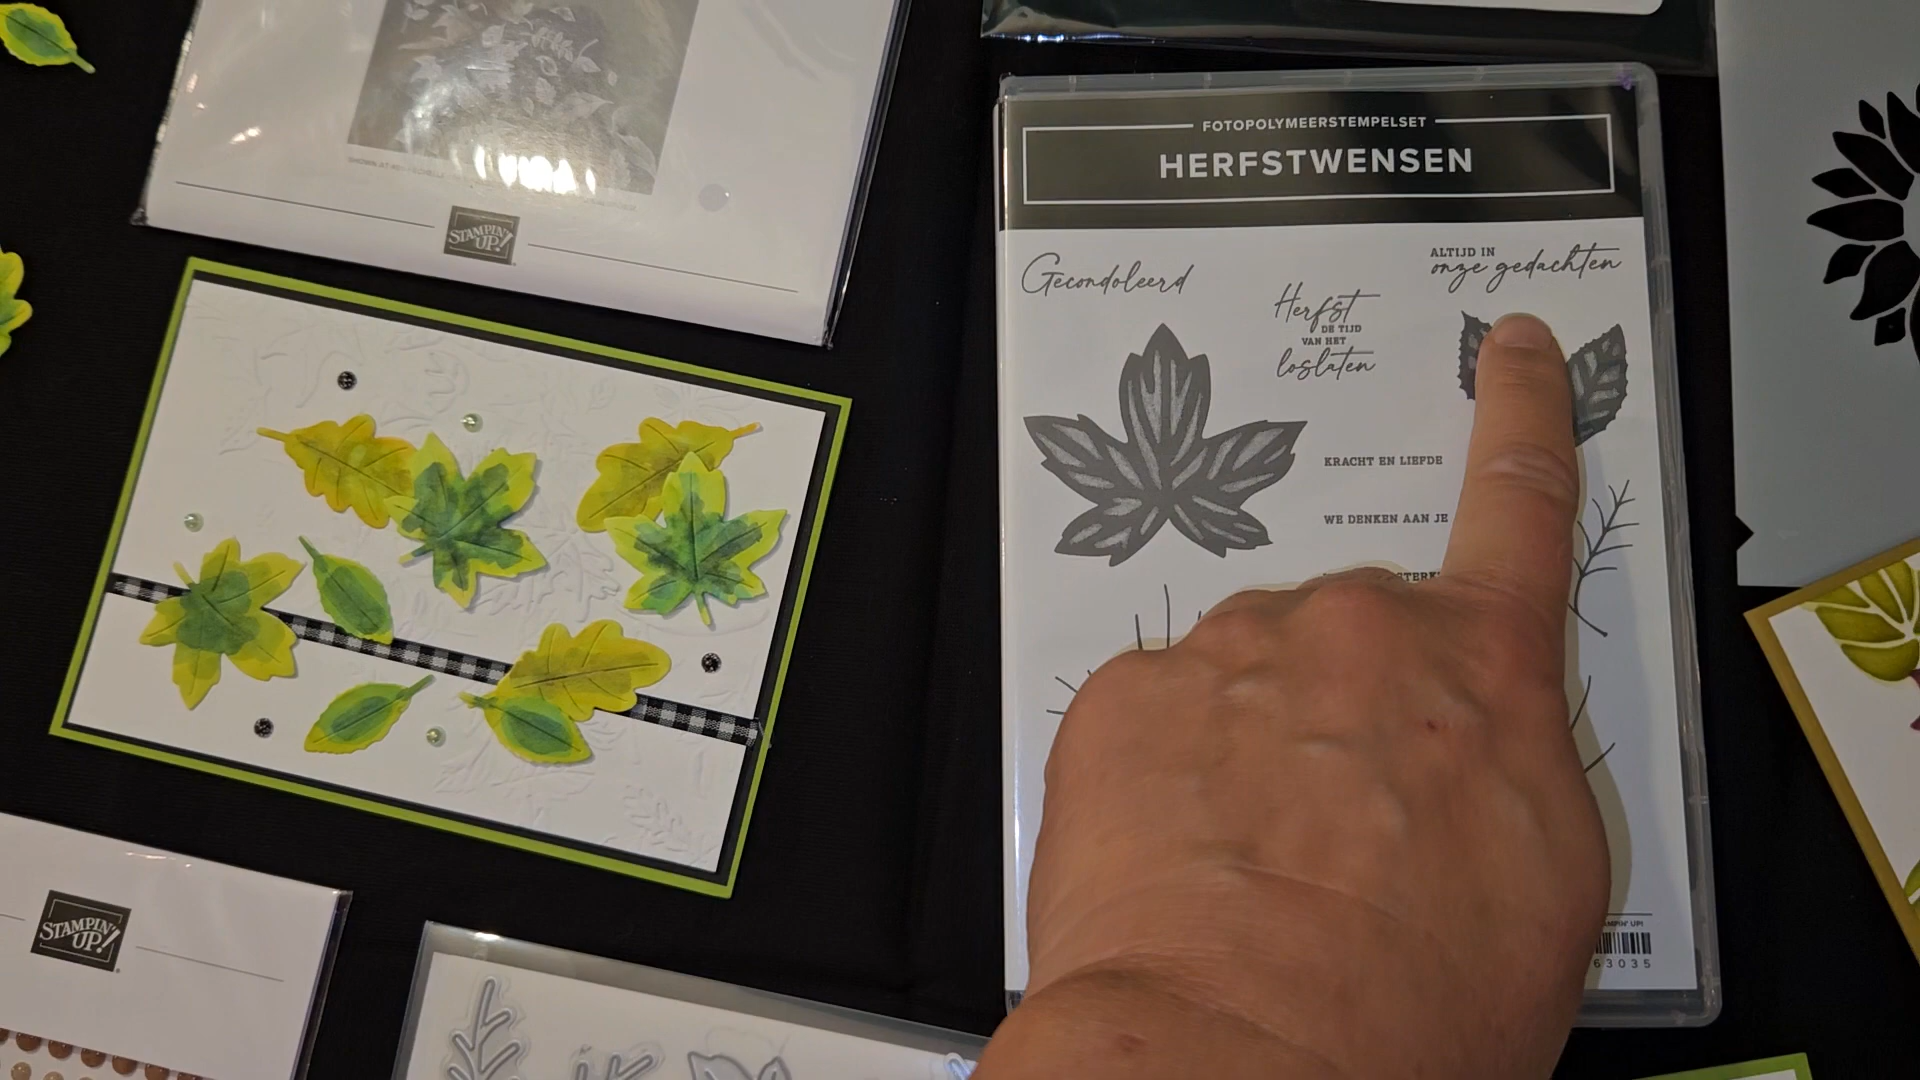 STAMPIN'
UP!
FOTOPOLYMEERSTEMPELSET
HERFSTWENSEN
Gecondoleerd
ALTIJD IN
onze gedachten
Herfst
DE TIJD
VAN HET
loslaten
KRACHT EN LIEFDE
WE DENKEN AAN JE
63035
STAMPIN'
UP!